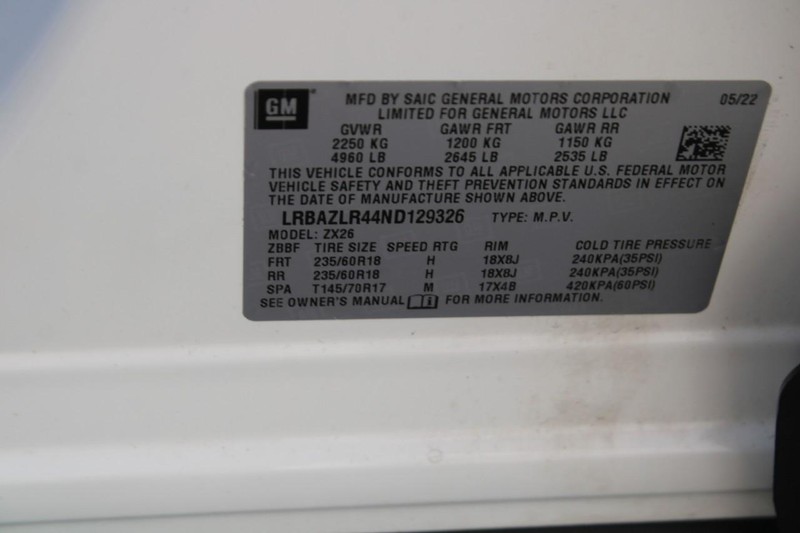 GM MFD BY SAIC GENERAL MOTORS CORPORATION 05/22
LIMITED FOR GENERAL MOTORS LLC
GVWR GAWR FRT GAWR RR
2250 KG 1200 KG 1150 KG
4960 LB 2645 LB 2535 LB
THIS VEHICLE CONFORMS TO ALL APPLICABLE U.S. FEDERAL MOTOR
VEHICLE SAFETY AND THEFT PREVENTION STANDARDS IN EFFECT ON
THE DATE OF MANUFACTURE SHOWN ABOVE.
LRBAZLR44ND129326 TYPE: M.P.V.
MODEL: ZX26
ZBBF TIRE SIZE SPEED RTG RIM COLD TIRE PRESSURE
FRT 235/60R18 H 18X8J 240KPA(35PSI)
RR 235/60R18 H 18X8J 240KPA(35PSI)
SPA T145/70R17 M 17X4B 420KPA(60PSI)
SEE OWNER'S MANUAL FOR MORE INFORMATION.